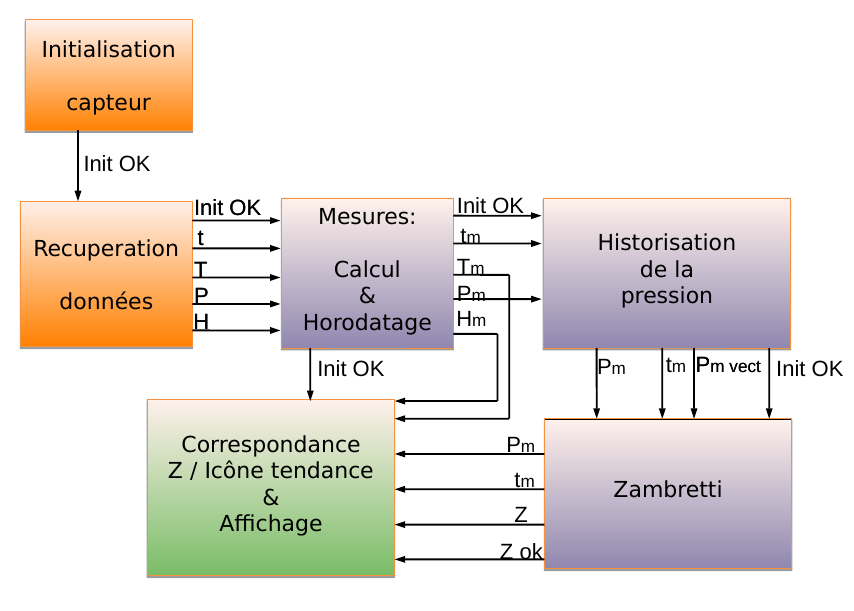 Initialisation
capteur
Init OK
Recuperation
données
Init OK
t
T
P
H
Mesures:
Calcul
&
Horodatage
Init OK
tm
Tm
Pm
Hm
Historisation
de la
pression
Init OK
Pm
tm
Pm vect
Init OK
Correspondance
Z / Icône tendance
&
Affichage
Pm
tm
Z
Z ok
Zambretti